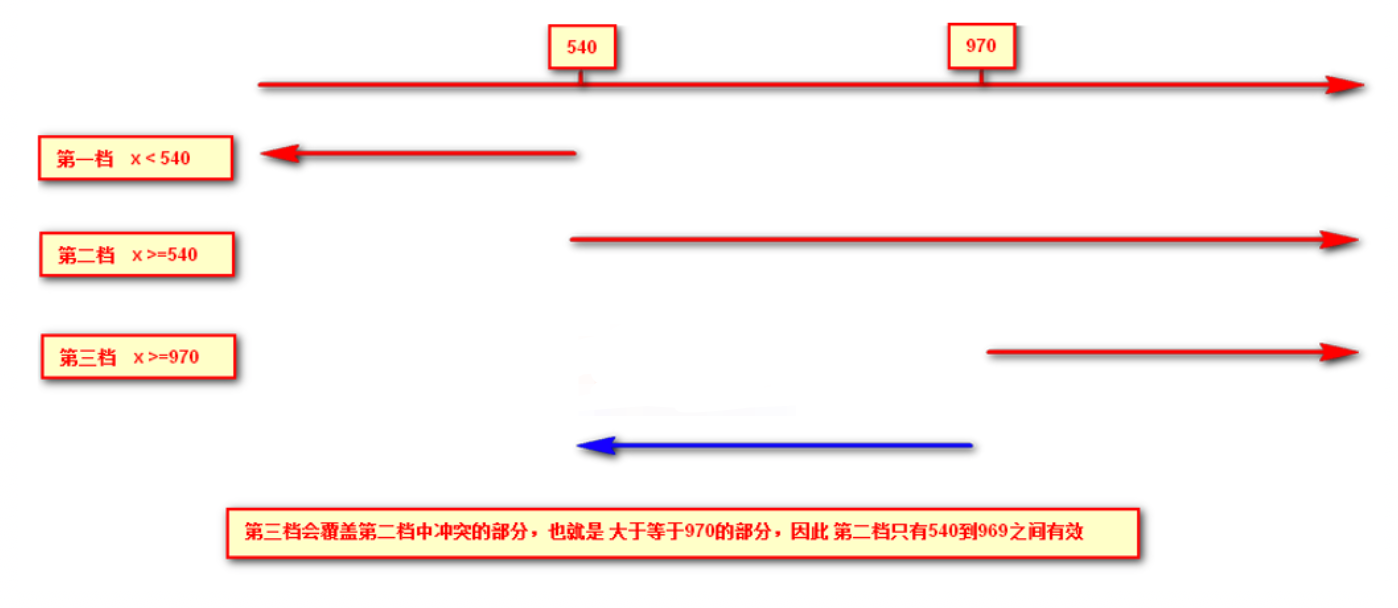 540
970
第一档 x < 540
第二档 x >=540
第三档 x >=970
第三档会覆盖第二档中冲突的部分，也就是 大于等于970的部分，因此 第二档只有540到969之间有效